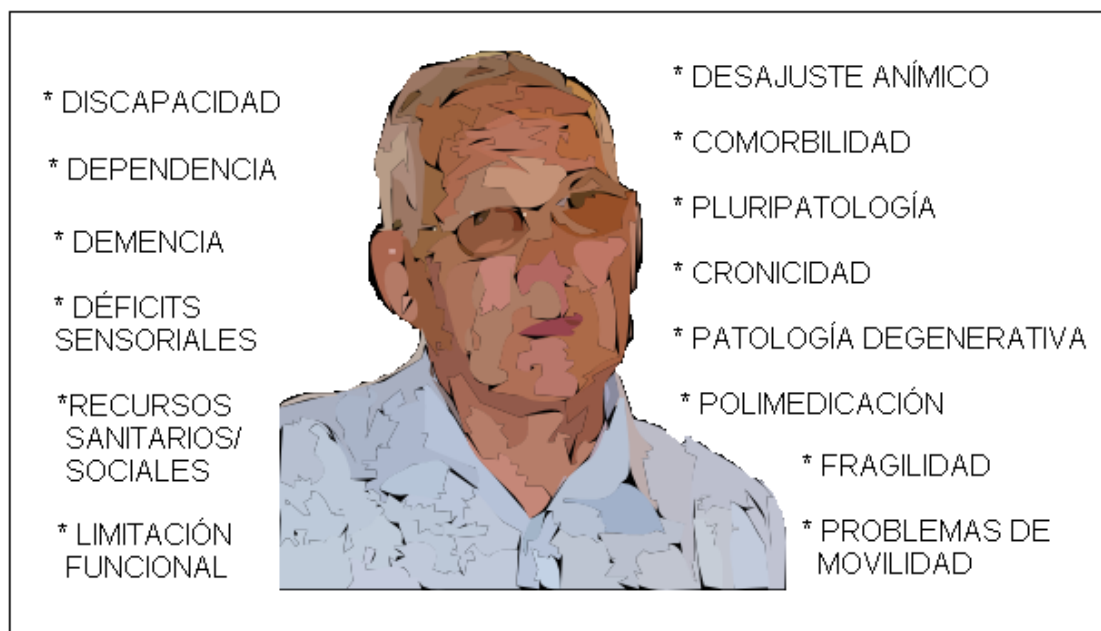 * DISCAPACIDAD
* DEPENDENCIA
* DEMENCIA
* DÉFICITS
SENSORIALES
*RECURSOS
SANITARIOS/
SOCIALES
* LIMITACIÓN
FUNCIONAL
* DESAJUSTE ANÍMICO
* COMORBILIDAD
* PLURIPATOLOGÍA
* CRONICIDAD
* PATOLOGÍA DEGENERATIVA
* POLIMEDICACIÓN
* FRAGILIDAD
* PROBLEMAS DE
MOVILIDAD